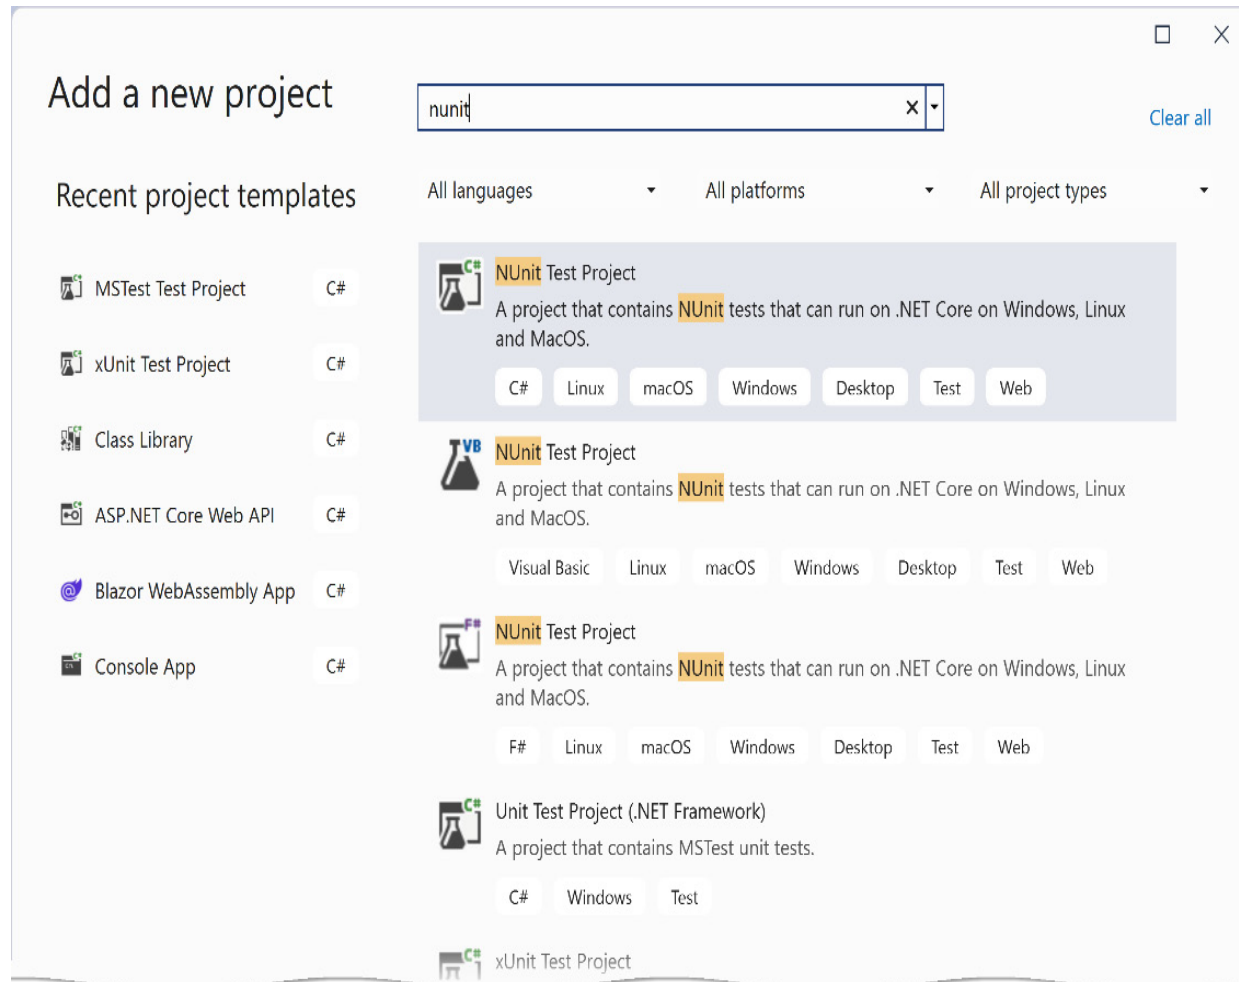 Add a new project
nunit
Clear all
Recent project templates
MSTest Test Project C#
xUnit Test Project C#
Class Library C#
ASP.NET Core Web API C#
Blazor WebAssembly App C#
Console App C#
All languages All platforms All project types
C#
NUnit Test Project
A project that contains NUnit tests that can run on .NET Core on Windows, Linux
and MacOS.
C# Linux macOS Windows Desktop Test Web
VB
NUnit Test Project
A project that contains NUnit tests that can run on .NET Core on Windows, Linux
and MacOS.
Visual Basic Linux macOS Windows Desktop Test Web
F#
NUnit Test Project
A project that contains NUnit tests that can run on .NET Core on Windows, Linux
and MacOS.
F# Linux macOS Windows Desktop Test Web
C#
Unit Test Project (.NET Framework)
A project that contains MSTest unit tests.
C# Windows Test
C#
xUnit Test Project